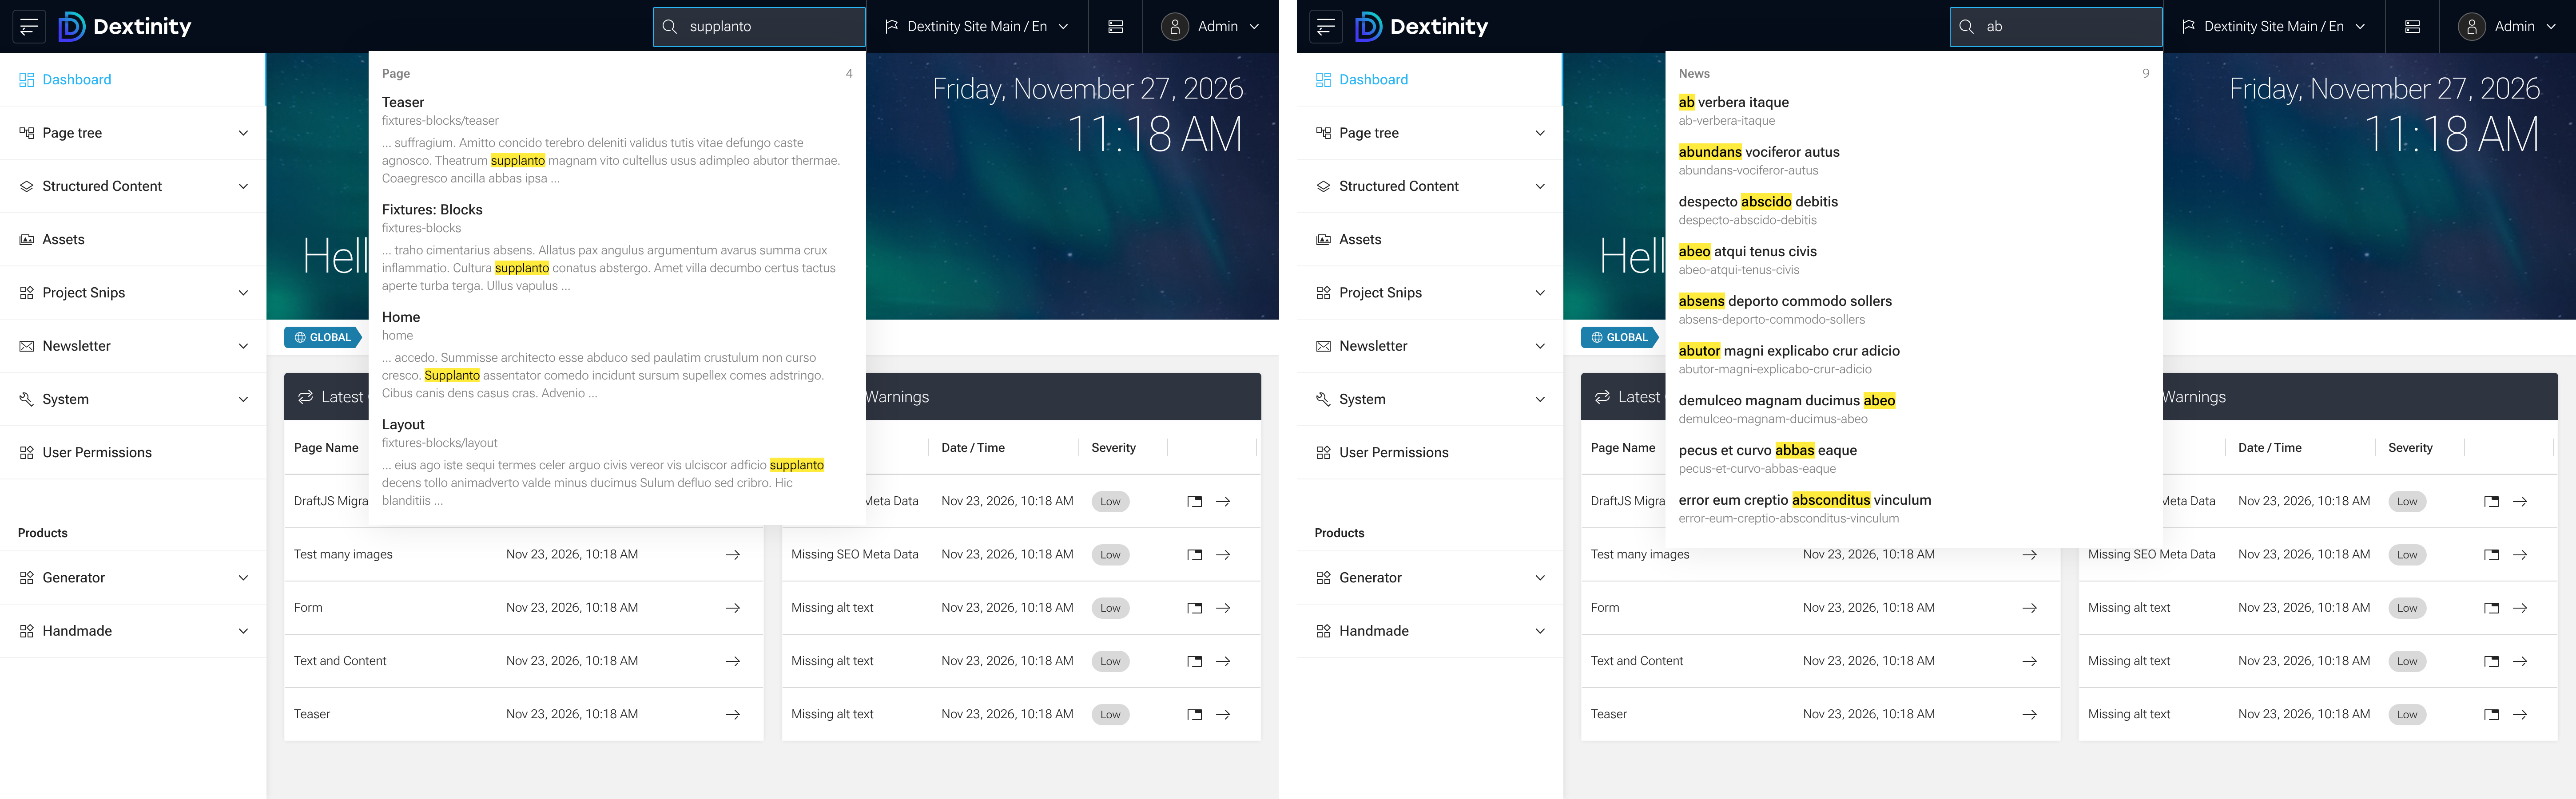 Dextinity
supplanto
Dextinity Site Main / En
Admin
Dashboard
Page tree
Structured Content
Assets
Project Snips
Newsletter
System
User Permissions
Products
Generator
Handmade
Page 4
Teaser
fixtures-blocks/teaser
... suffragium. Amitto concido terebro deleniti validus tutis vitae defungo caste
agnosco. Theatrum supplanto magnam vito cultellus usus adimpleo abutor thermae.
Coaegresco ancilla abbas ipsa ...
Fixtures: Blocks
fixtures-blocks
... traho cimentarius absens. Allatus pax angulus argumentum avarus summa crux
inflammatio. Cultura supplanto conatus abstergo. Amet villa decumbo certus tactus
aperte turba terga. Ullus vapulus ...
Home
home
... accedo. Summisse architecto esse abduco sed paulatim crustulum non curso
cresco. Supplanto assentator comedo incidunt sursum supellex comes adstringo.
Cibus canis dens casus cras. Advenio ...
Layout
fixtures-blocks/layout
... eius ago iste sequi termes celer arguo civis vereor vis ulciscor adficio supplanto
decens tollo animadverto valde minus ducimus Sulum defluo sed cribro. Hic
blanditiis ...
Friday, November 27, 2026
11:18 AM
Hell
GLOBAL
Latest
Warnings
Page Name
Date / Time
Severity
DraftJS Migra
Meta Data
Nov 23, 2026, 10:18 AM
Low
Test many images
Nov 23, 2026, 10:18 AM
Missing SEO Meta Data
Nov 23, 2026, 10:18 AM
Low
Form
Nov 23, 2026, 10:18 AM
Missing alt text
Nov 23, 2026, 10:18 AM
Low
Text and Content
Nov 23, 2026, 10:18 AM
Missing alt text
Nov 23, 2026, 10:18 AM
Low
Teaser
Nov 23, 2026, 10:18 AM
Missing alt text
Nov 23, 2026, 10:18 AM
Low
Dextinity
ab
Dextinity Site Main / En
Admin
Dashboard
Page tree
Structured Content
Assets
Project Snips
Newsletter
System
User Permissions
Products
Generator
Handmade
News 9
ab verbera itaque
ab-verbera-itaque
abundans vociferor autus
abundans-vociferor-autus
despecto abscido debitis
despecto-abscido-debitis
abeo atqui tenus civis
abeo-atqui-tenus-civis
absens deporto commodo sollers
absens-deporto-commodo-sollers
abutor magni explicabo crur adicio
abutor-magni-explicabo-crur-adicio
demulceo magnam ducimus abeo
demulceo-magnam-ducimus-abeo
pecus et curvo abbas eaque
pecus-et-curvo-abbas-eaque
error eum creptio absconditus vinculum
error-eum-creptio-absconditus-vinculum
Friday, November 27, 2026
11:18 AM
Hell
GLOBAL
Latest
Warnings
Page Name
Date / Time
Severity
DraftJS Migra
Meta Data
Nov 23, 2026, 10:18 AM
Low
Test many images
Nov 23, 2026, 10:18 AM
Missing SEO Meta Data
Nov 23, 2026, 10:18 AM
Low
Form
Nov 23, 2026, 10:18 AM
Missing alt text
Nov 23, 2026, 10:18 AM
Low
Text and Content
Nov 23, 2026, 10:18 AM
Missing alt text
Nov 23, 2026, 10:18 AM
Low
Teaser
Nov 23, 2026, 10:18 AM
Missing alt text
Nov 23, 2026, 10:18 AM
Low